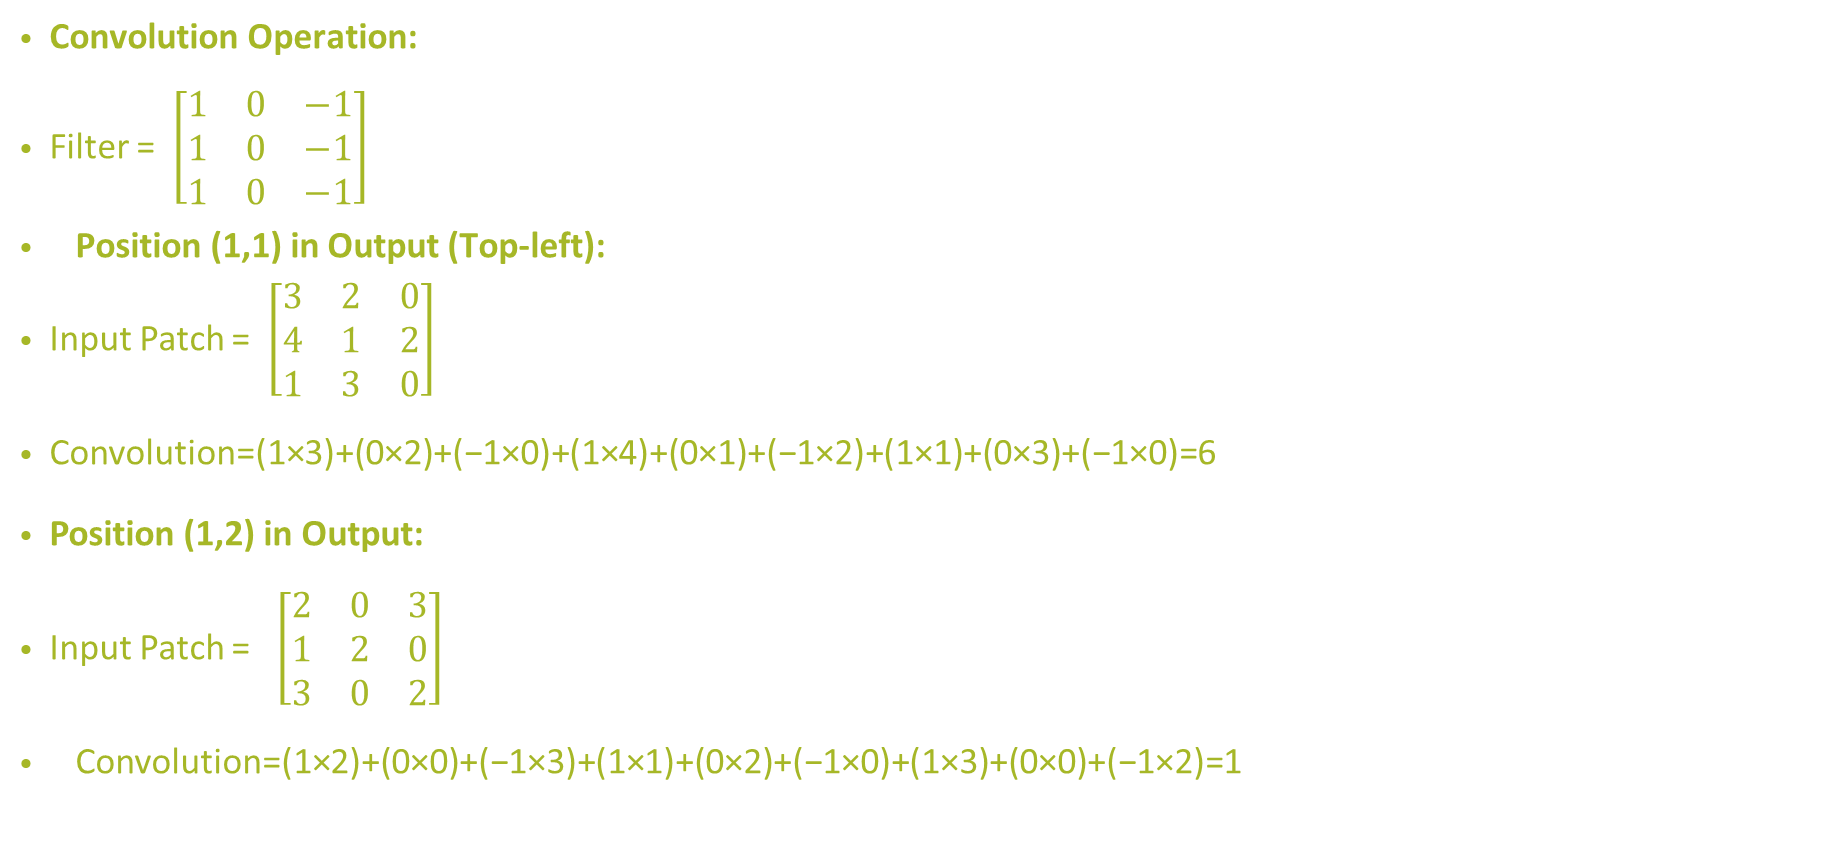 • Convolution Operation:
• Filter = [1 0 −1
1 0 −1
1 0 −1]
• Position (1,1) in Output (Top-left):
• Input Patch = [3 2 0
4 1 2
1 3 0]
• Convolution=(1×3)+(0×2)+(−1×0)+(1×4)+(0×1)+(−1×2)+(1×1)+(0×3)+(−1×0)=6
• Position (1,2) in Output:
• Input Patch = [2 0 3
1 2 0
3 0 2]
• Convolution=(1×2)+(0×0)+(−1×3)+(1×1)+(0×2)+(−1×0)+(1×3)+(0×0)+(−1×2)=1